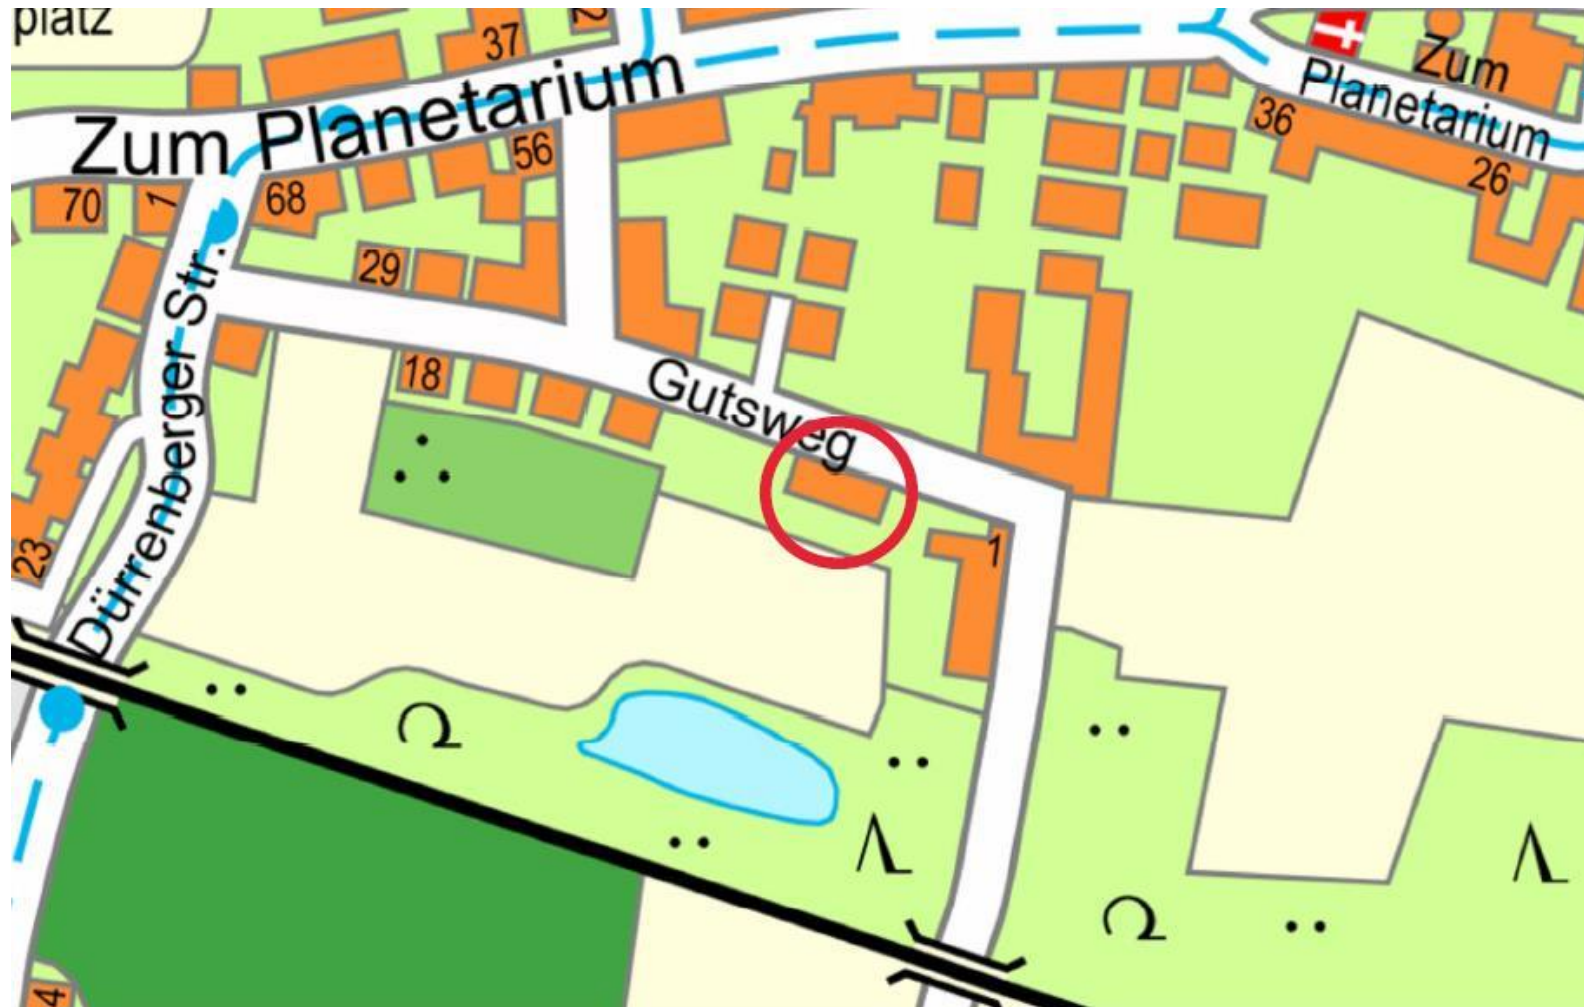 platz
37
Zum Planetarium
Zum
Planetarium
36
26
56
68
70
1
29
Dürrenberger Str.
18
Gutsweg
23
1
4